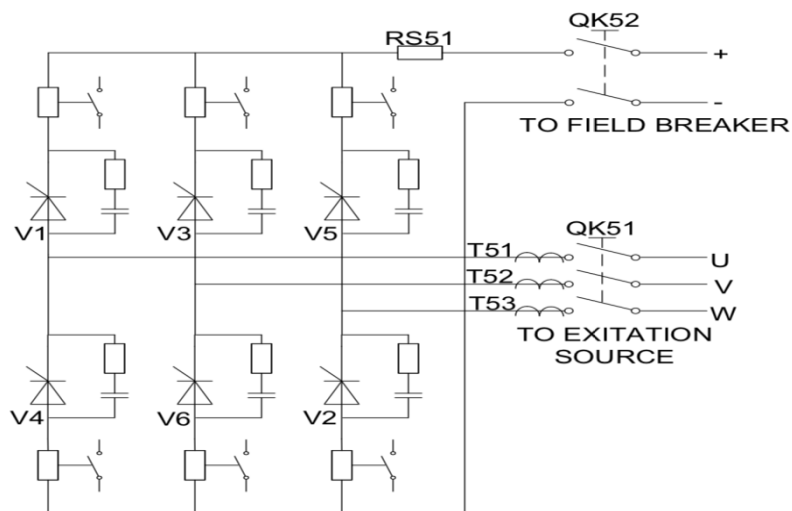 QK52
RS51
+
-
TO FIELD BREAKER
V1
V3
V5
QK51
T51
U
T52
V
T53
W
TO EXITATION
SOURCE
V4
V6
V2